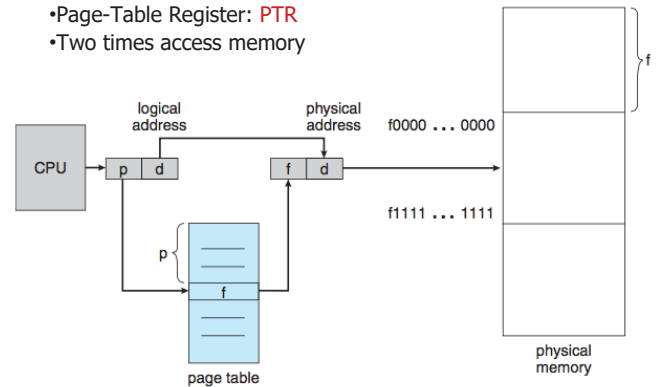 •Page-Table Register: PTR
•Two times access memory
f
logical
address
physical
address
f0000 ... 0000
CPU
p d
f d
f1111 ... 1111
p
f
physical
memory
page table